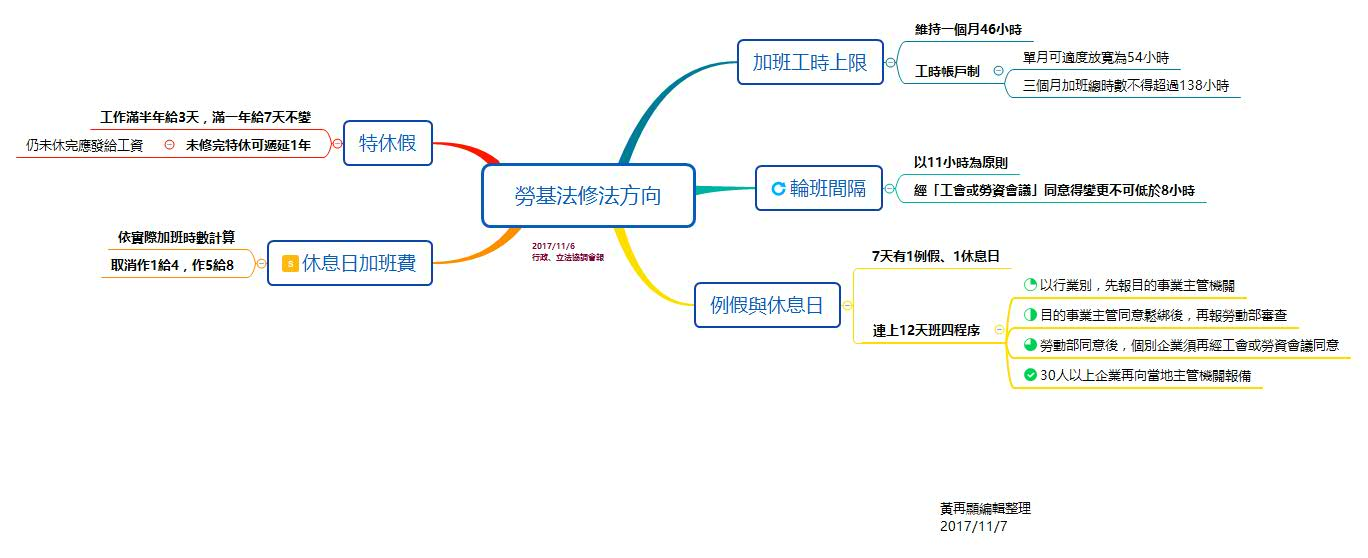 勞基法修法方向
2017/11/6
行政、立法協調會報
加班工時上限
維持一個月46小時
工時帳戶制
單月可適度放寬為54小時
三個月加班總時數不得超過138小時
輪班間隔
以11小時為原則
經「工會或勞資會議」同意得變更不可低於8小時
例假與休息日
7天有1例假、1休息日
連上12天班四程序
以行業別，先報目的事業主管機關
目的事業主管同意鬆綁後，再報勞動部審查
勞動部同意後，個別企業須再經工會或勞資會議同意
30人以上企業再向當地主管機關報備
特休假
工作滿半年給3天，滿一年給7天不變
未修完特休可遞延1年
仍未休完應發給工資
$ 休息日加班費
依實際加班時數計算
取消作1給4，作5給8
黃再顯編輯整理
2017/11/7